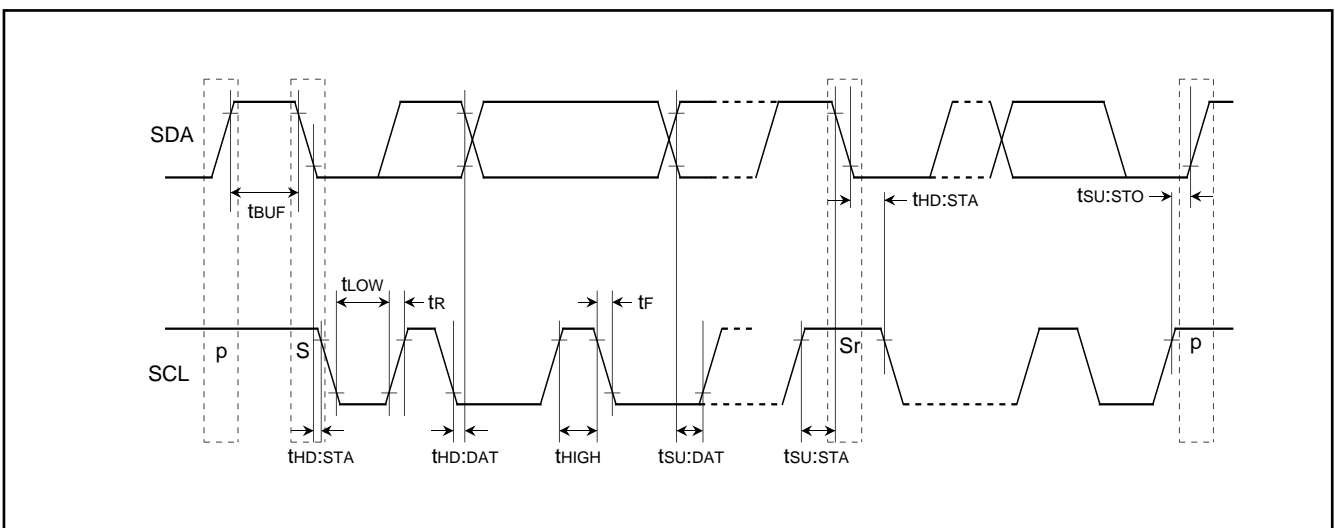 SDA
tBUF
tHD:STA
tSU:STO
tLOW
tR
tF
p
S
Sr
p
SCL
tHD:STA
tHD:DAT
tHIGH
tSU:DAT
tSU:STA